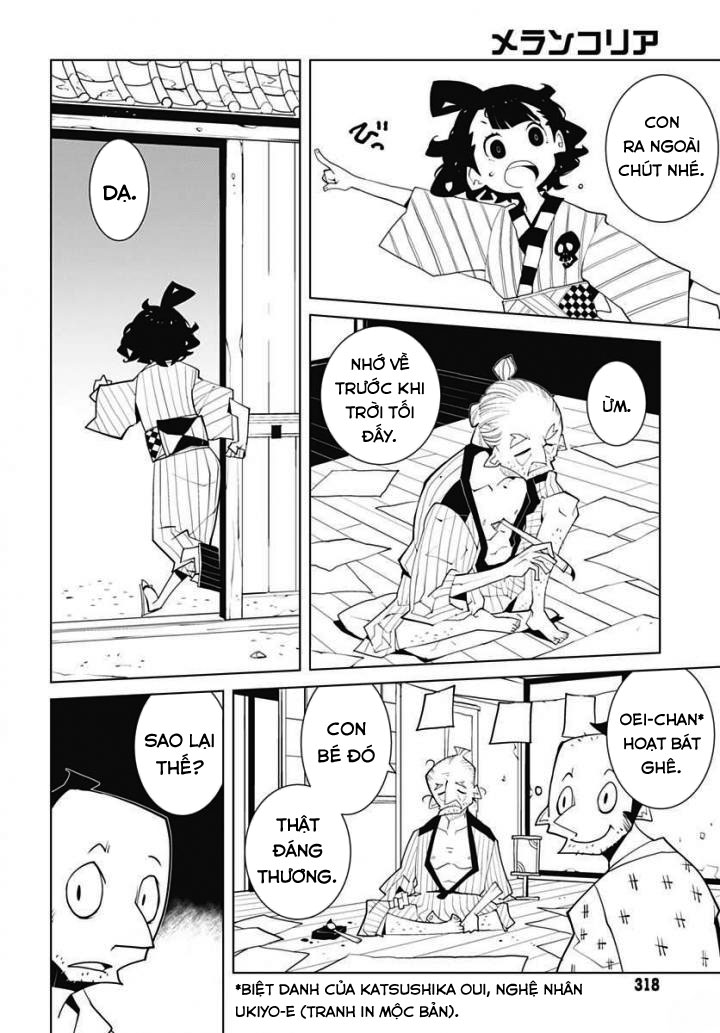 メランコリア
CON
RA NGOÀI
CHÚT NHÉ.
びっ
ỪM.
NHỚ VỀ
TRƯỚC KHI
TRỜI TỐI
ĐẤY.
DẠ.
OEI-CHAN*
HOẠT BÁT
GHÊ.
CON
BÉ ĐÓ
THẬT
ĐÁNG
THƯƠNG.
SAO LẠI
THẾ?
*BIỆT DANH CỦA KATSUSHIKA OUI, NGHỆ NHÂN
UKIYO-E (TRANH IN MỘC BẢN).
318